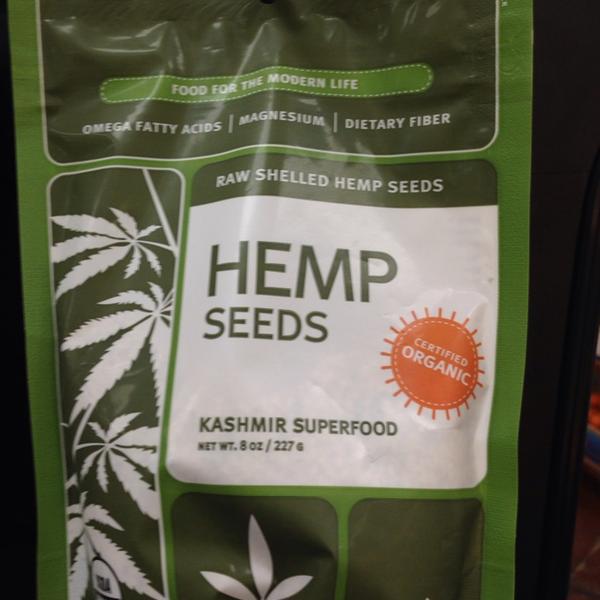 FOOD FOR THE MODERN LIFE
OMEGA FATTY ACIDS | MAGNESIUM | DIETARY FIBER
RAW SHELLED HEMP SEEDS
HEMP
SEEDS
CERTIFIED
ORGANIC
KASHMIR SUPERFOOD
NET WT. 8 OZ / 227 G